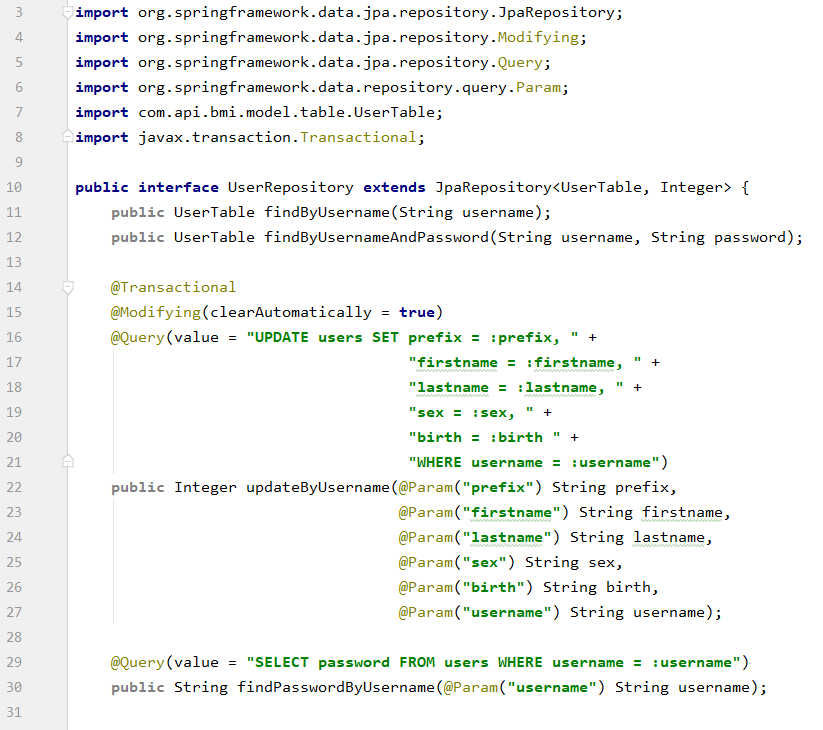 3 import org.springframework.data.jpa.repository.JpaRepository;
4 import org.springframework.data.jpa.repository.Modifying;
5 import org.springframework.data.jpa.repository.Query;
6 import org.springframework.data.repository.query.Param;
7 import com.api.bmi.model.table.UserTable;
8 import javax.transaction.Transactional;
9
10 public interface UserRepository extends JpaRepository<UserTable, Integer> {
11     public UserTable findByUsername(String username);
12     public UserTable findByUsernameAndPassword(String username, String password);
13
14     @Transactional
15     @Modifying(clearAutomatically = true)
16     @Query(value = "UPDATE users SET prefix = :prefix, " +
17                                      "firstname = :firstname, " +
18                                      "lastname = :lastname, " +
19                                      "sex = :sex, " +
20                                      "birth = :birth " +
21                                      "WHERE username = :username")
22     public Integer updateByUsername(@Param("prefix") String prefix,
23                                     @Param("firstname") String firstname,
24                                     @Param("lastname") String lastname,
25                                     @Param("sex") String sex,
26                                     @Param("birth") String birth,
27                                     @Param("username") String username);
28
29     @Query(value = "SELECT password FROM users WHERE username = :username")
30     public String findPasswordByUsername(@Param("username") String username);
31